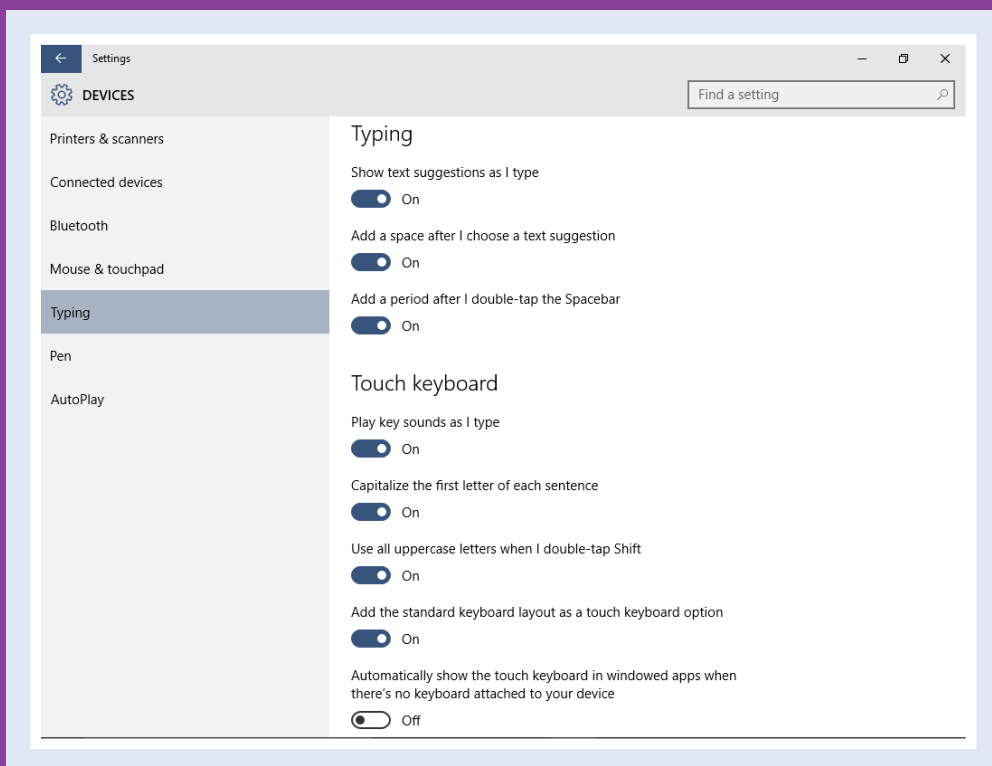 Settings
DEVICES
Find a setting
Printers & scanners
Connected devices
Bluetooth
Mouse & touchpad
Typing
Pen
AutoPlay
Typing
Show text suggestions as I type
On
Add a space after I choose a text suggestion
On
Add a period after I double-tap the Spacebar
On
Touch keyboard
Play key sounds as I type
On
Capitalize the first letter of each sentence
On
Use all uppercase letters when I double-tap Shift
On
Add the standard keyboard layout as a touch keyboard option
On
Automatically show the touch keyboard in windowed apps when
there's no keyboard attached to your device
Off